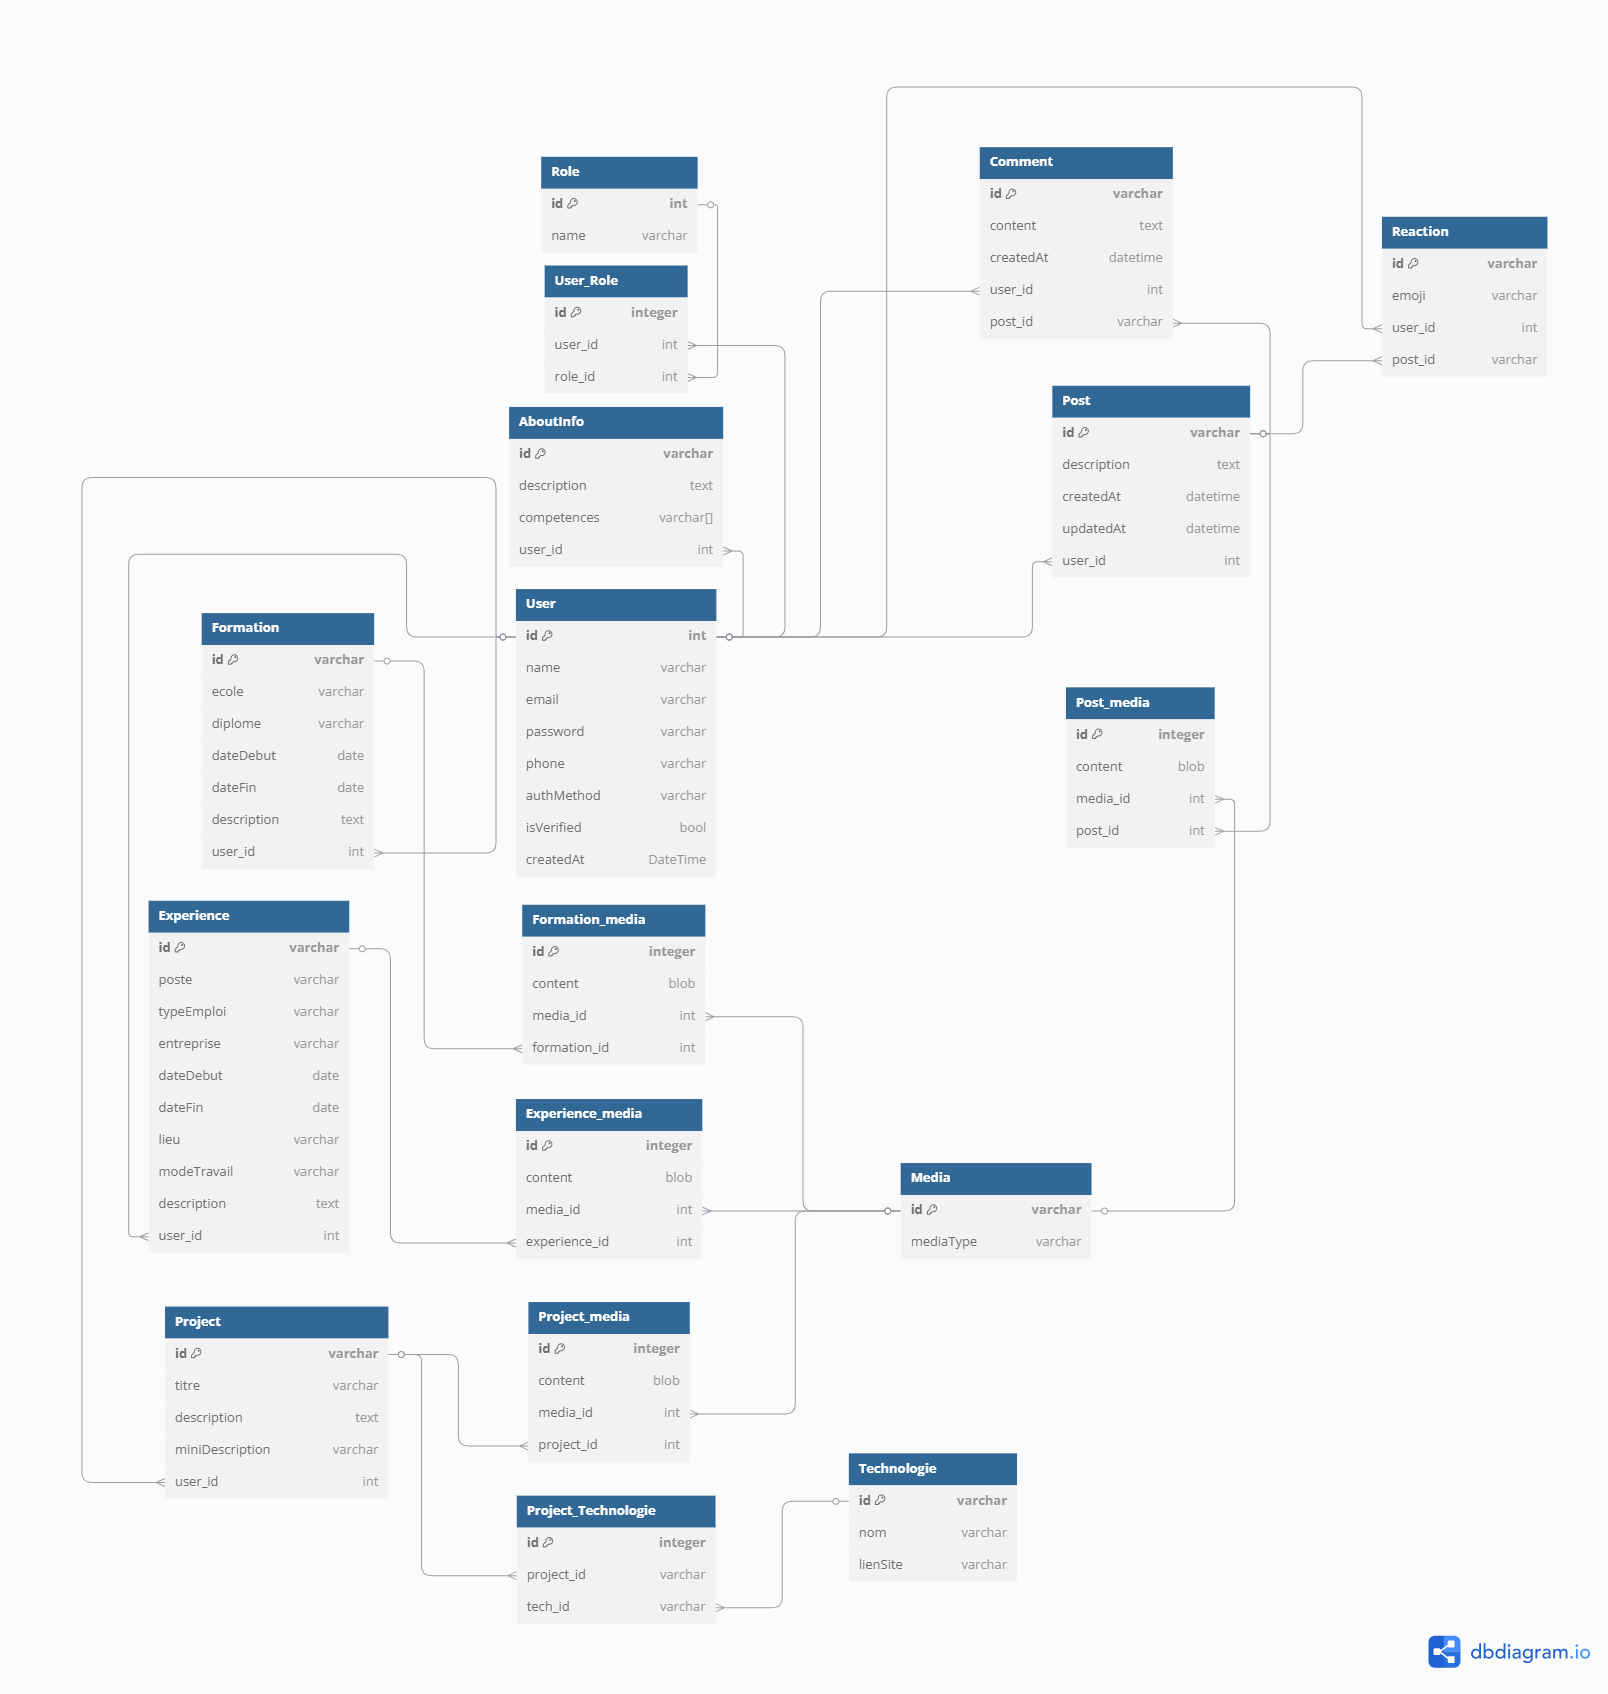 Role
id int
name varchar
User_Role
id integer
user_id int
role_id int
AboutInfo
id varchar
description text
competences varchar[]
user_id int
User
id int
name varchar
email varchar
password varchar
phone varchar
authMethod varchar
isVerified bool
createdAt DateTime
Comment
id varchar
content text
createdAt datetime
user_id int
post_id varchar
Reaction
id varchar
emoji varchar
user_id int
post_id varchar
Post
id varchar
description text
createdAt datetime
updatedAt datetime
user_id int
Formation
id varchar
ecole varchar
diplome varchar
dateDebut date
dateFin date
description text
user_id int
Post_media
id integer
content blob
media_id int
post_id int
Experience
id varchar
poste varchar
typeEmploi varchar
entreprise varchar
dateDebut date
dateFin date
lieu varchar
modeTravail varchar
description text
user_id int
Formation_media
id integer
content blob
media_id int
formation_id int
Experience_media
id integer
content blob
media_id int
experience_id int
Media
id varchar
mediaType varchar
Project
id varchar
titre varchar
description text
miniDescription varchar
user_id int
Project_media
id integer
content blob
media_id int
project_id int
Project_Technologie
id integer
project_id varchar
tech_id varchar
Technologie
id varchar
nom varchar
lienSite varchar
dbdiagram.io